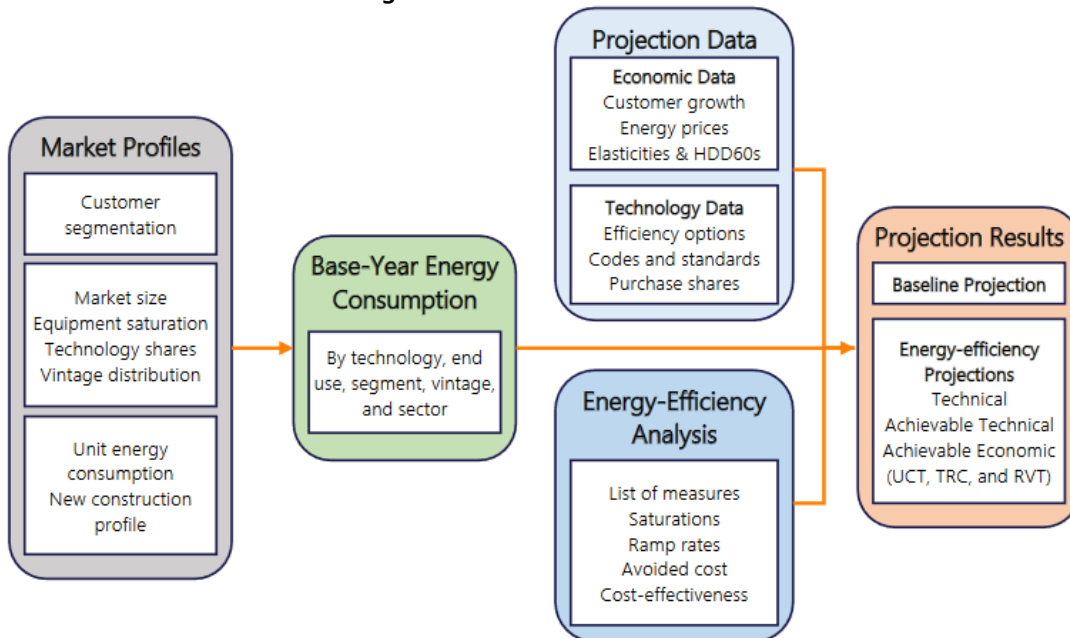 Market Profiles
Customer
segmentation
Market size
Equipment saturation
Technology shares
Vintage distribution
Unit energy
consumption
New construction
profile
Base-Year Energy
Consumption
By technology, end
use, segment, vintage,
and sector
Projection Data
Economic Data
Customer growth
Energy prices
Elasticities & HDD60s
Technology Data
Efficiency options
Codes and standards
Purchase shares
Energy-Efficiency
Analysis
List of measures
Saturations
Ramp rates
Avoided cost
Cost-effectiveness
Projection Results
Baseline Projection
Energy-efficiency
Projections
Technical
Achievable Technical
Achievable Economic
(UCT, TRC, and RVT)